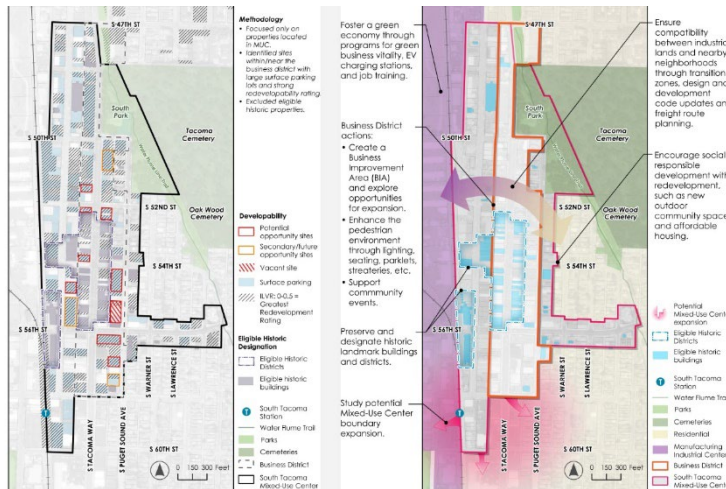 S 47TH ST
Methodology
• Focused only on
properties located
in MUC.
• Identified sites
within/near the
business district with
large surface parking
lots and strong
redevelopability rating.
• Excluded eligible
historic properties.
South
Park
S 50TH ST
Tacoma
Cemetery
Water Flume Line Trail
S 52ND ST
Oak Wood
Cemetery
S 54TH ST
S 56TH ST
S TACOMA WAY
S PUGET SOUND AVE
S WARNER ST
S LAWRENCE ST
S 60TH ST
0 150 300 Feet
Developability
Potential
opportunity sites
Secondary/future
opportunity sites
Vacant site
Surface parking
ILVR: 0-0.5 =
Greatest
Redevelopment
Rating
Eligible Historic
Designation
Eligible Historic
Districts
Eligible historic
buildings
T
South Tacoma
Station
Water Flume Trail
Parks
Cemeteries
Business District
South Tacoma
Mixed-Use Center
Foster a green
economy through
programs for green
business vitality, EV
charging stations,
and job training.
Business District
actions:
• Create a
Business
Improvement
Area (BIA) and
explore
opportunities
for expansion.
• Enhance the
pedestrian
environment
through lighting,
seating, parklets,
streateries, etc.
• Support
commmunity
events.
Preserve and
designate historic
landmark buildings
and districts.
Study potential
Mixed-Use Center
boundary
expansion.
S 47TH ST
South
Park
S 50TH ST
Tacoma
Cemetery
S 52ND ST
Oak Wood
Cemetery
S 54TH ST
S 56TH ST
S TACOMA WAY
S PUGET SOUND AVE
S WARNER ST
S LAWRENCE ST
S 60TH ST
0 150 300 Feet
Ensure
compatibility
between industrial
lands and nearby
neighborhoods
through transition
zones, design and
development
code updates an
freight route
planning.
Encourage social
responsible
development with
redevelopment,
such as new
outdoor
community space
and affordable
housing.
Potential
Mixed-Use Cente
expansion
Eligible Historic
Districts
Eligible historic
buildings
T
South Tacoma
Station
Water Flume Trail
Parks
Cemeteries
Residential
Manufacturing
Industrial Center
Business District
South Tacoma
Mixed-Use Cente